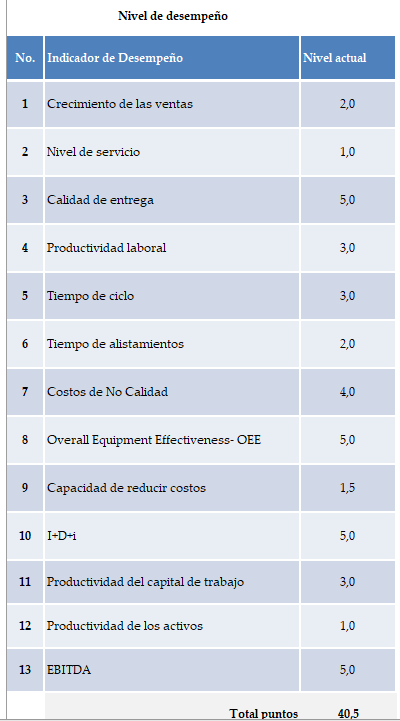 Nivel de desempeño
No. Indicador de Desempeño Nivel actual
1 Crecimiento de las ventas 2,0
2 Nivel de servicio 1,0
3 Calidad de entrega 5,0
4 Productividad laboral 3,0
5 Tiempo de ciclo 3,0
6 Tiempo de alistamientos 2,0
7 Costos de No Calidad 4,0
8 Overall Equipment Effectiveness- OEE 5,0
9 Capacidad de reducir costos 1,5
10 I+D+i 5,0
11 Productividad del capital de trabajo 3,0
12 Productividad de los activos 1,0
13 EBITDA 5,0
Total puntos 40,5